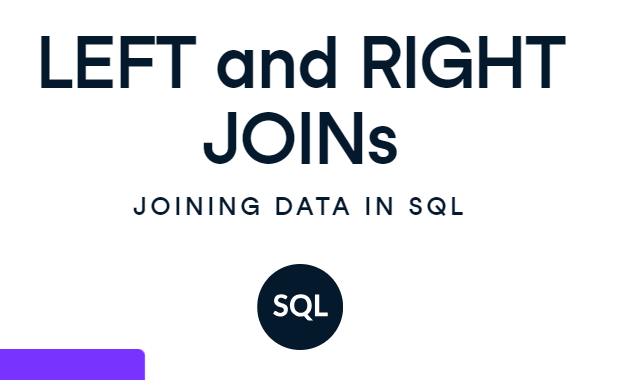 LEFT and RIGHT
JOINs
JOINING DATA IN SQL
SQL